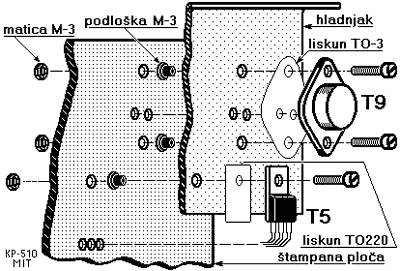 podloška M-3
hladnjak
matica M-3
liskun TO-3
T9
T5
liskun TO220
KP-510
MIT
štampana ploča